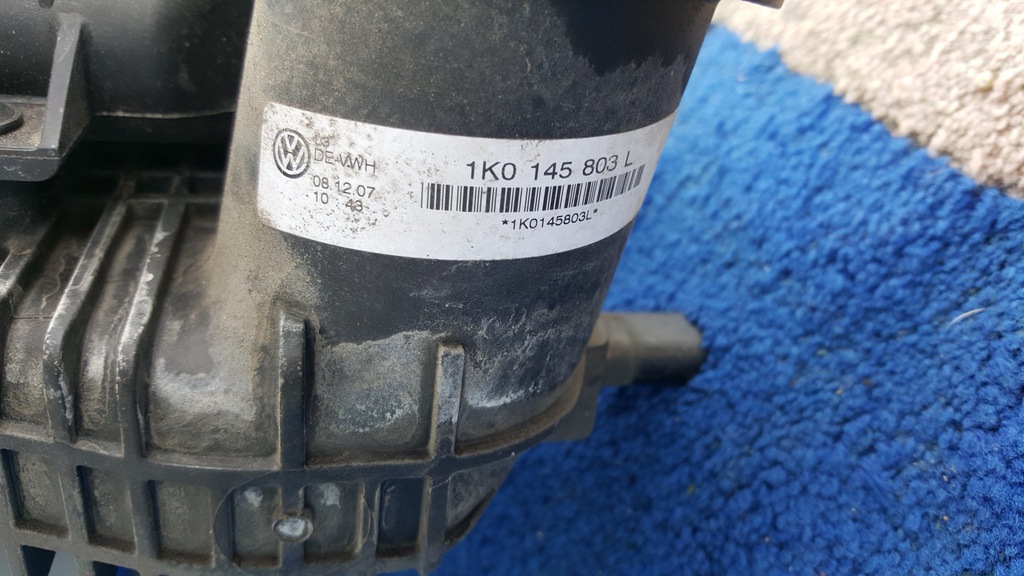 DE-VWH
08.12.07
10 43
1K0 145 803 L
*1K0145803L*